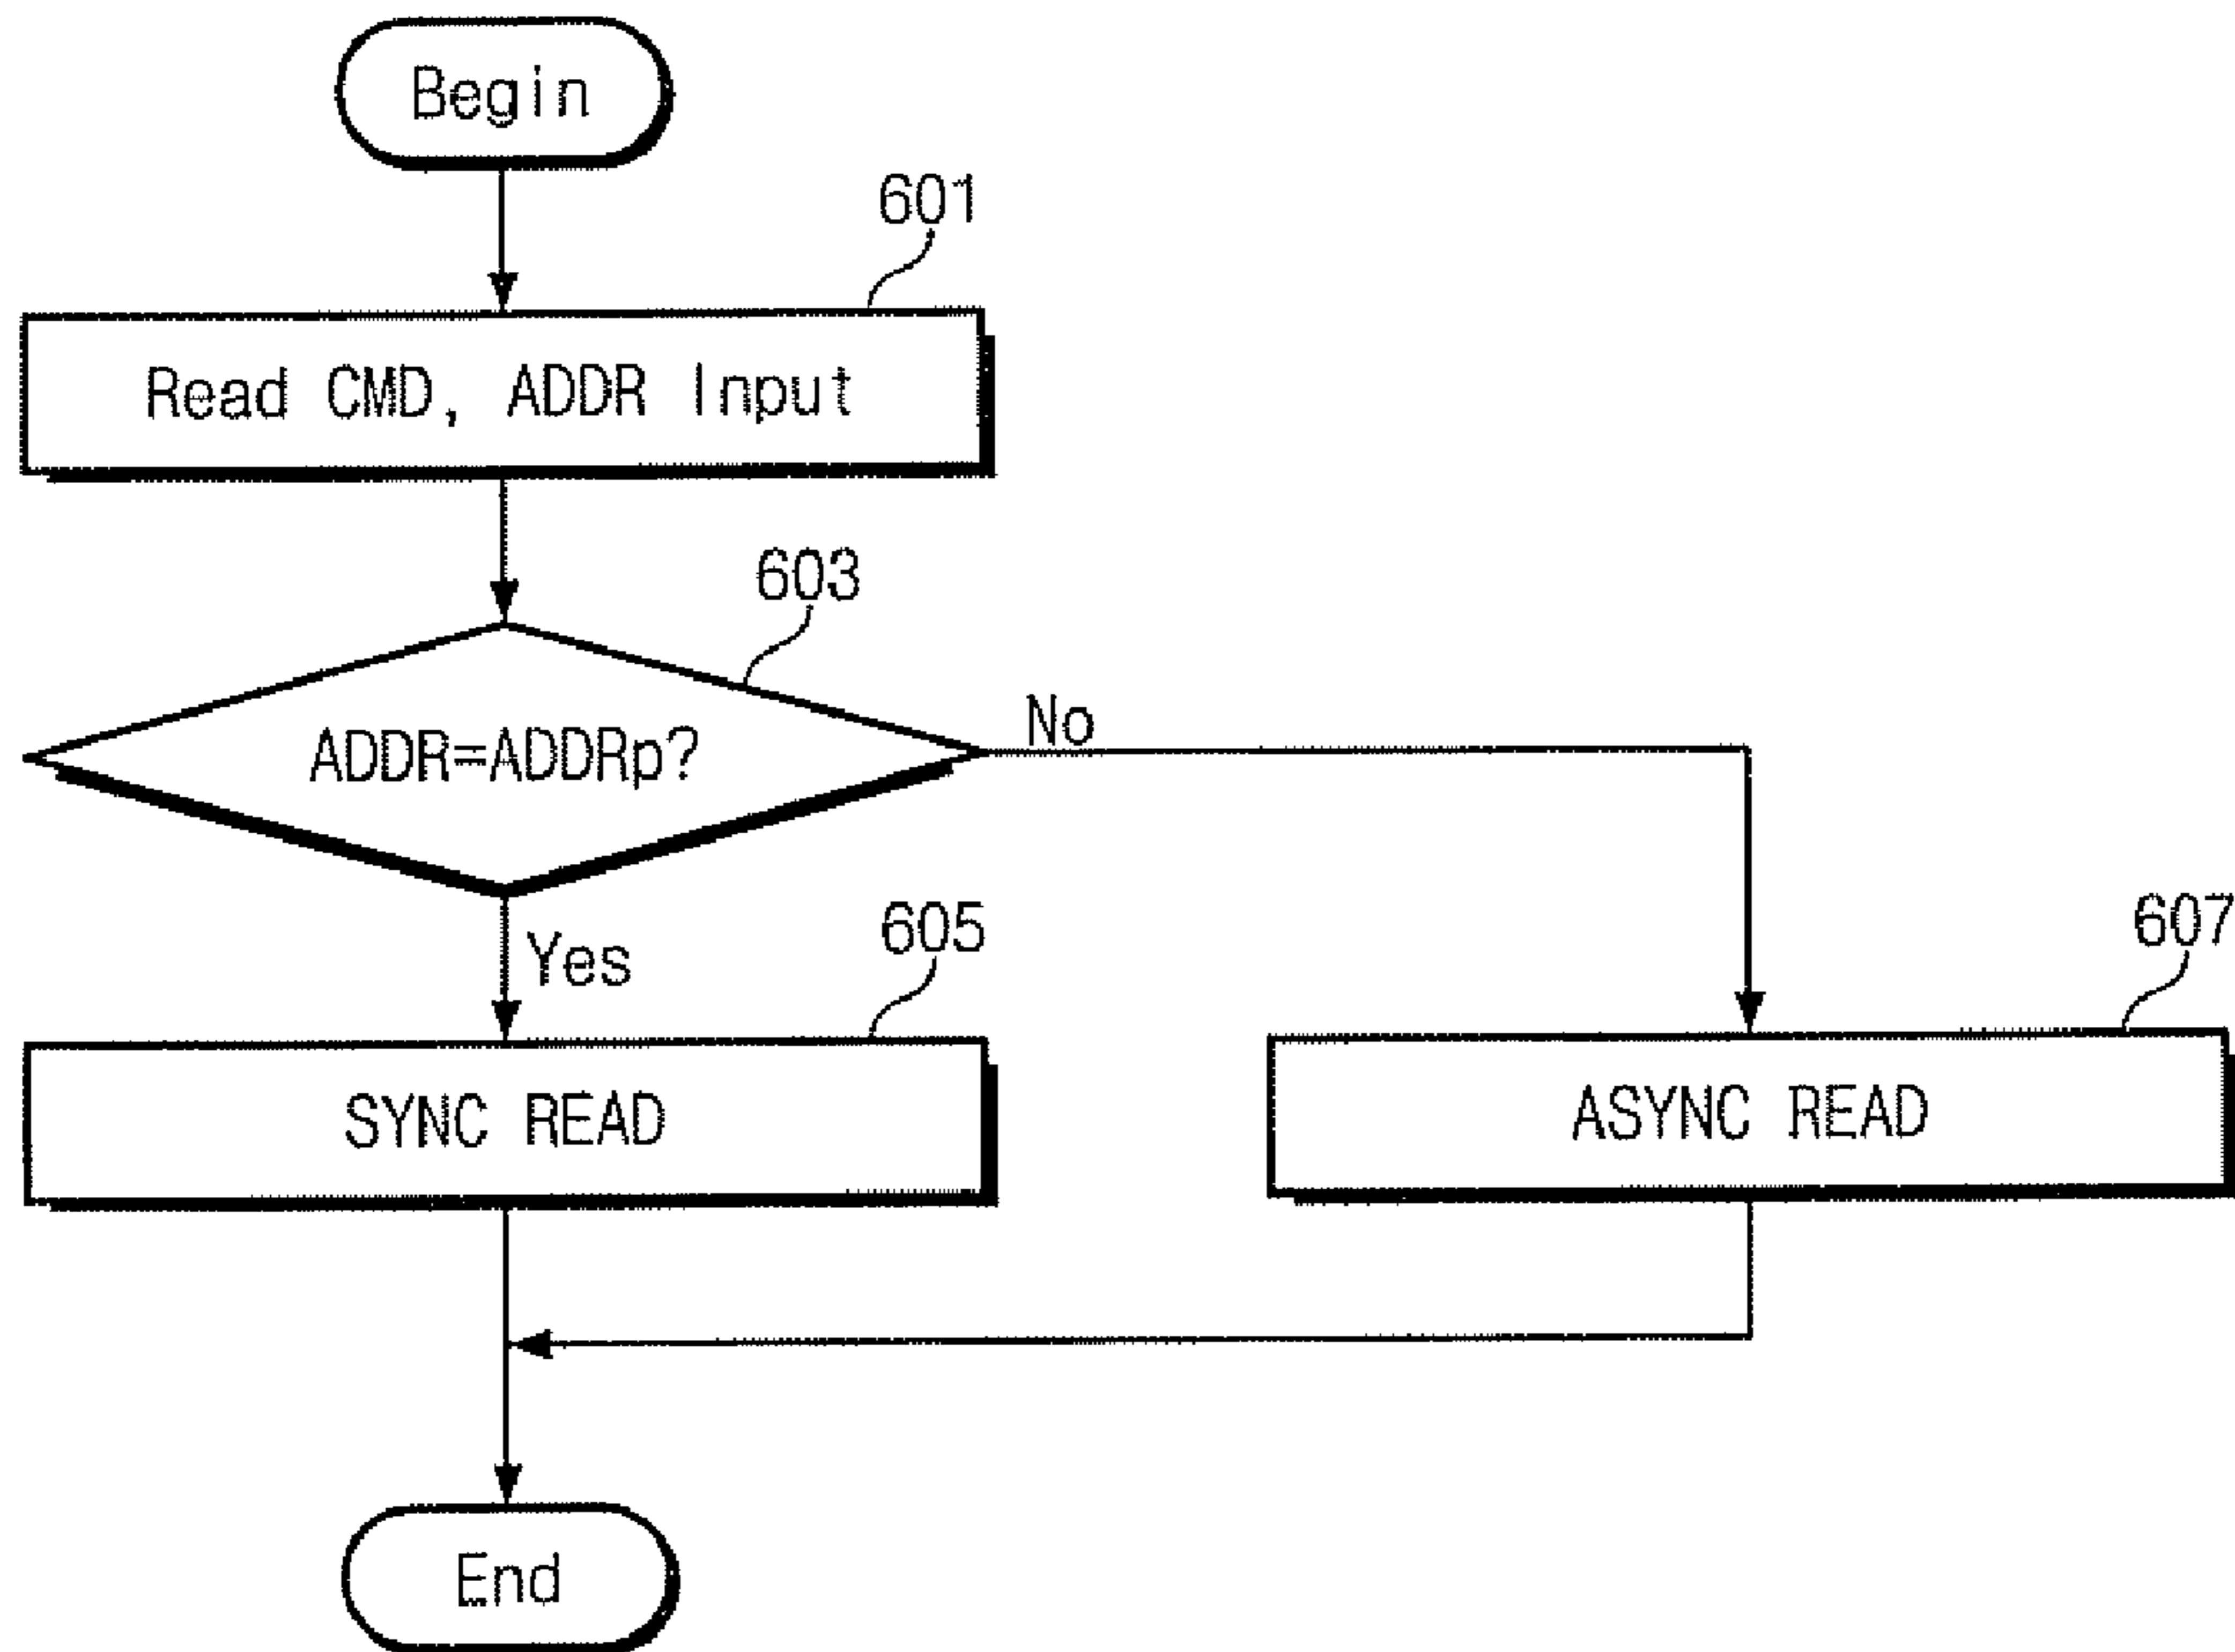 Begin
601
Read CMD, ADDR Input
603
ADDR=ADDRp?
No
Yes
605
607
SYNC READ
ASYNC READ
End